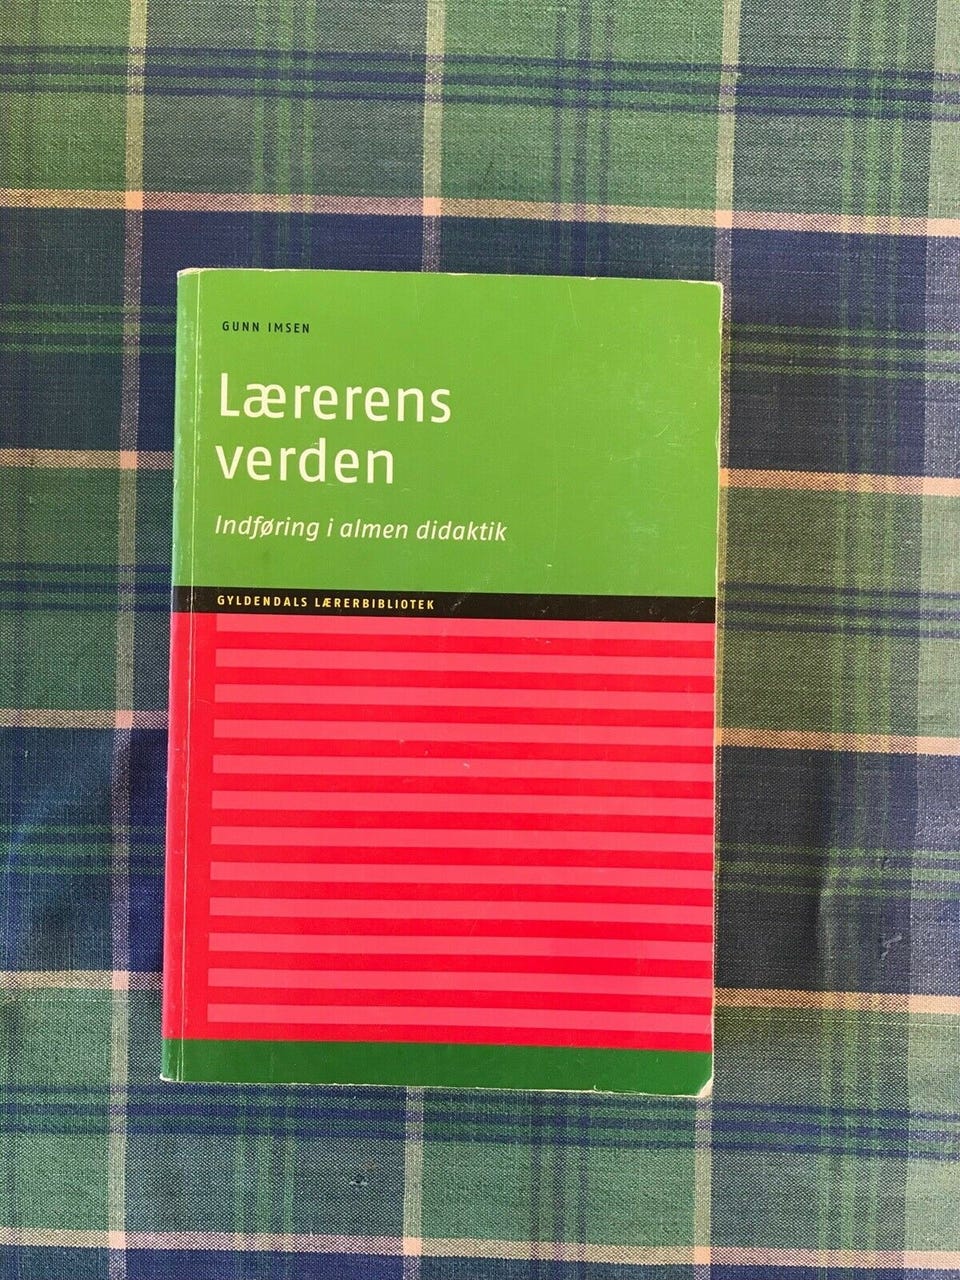 GUNN IMSEN
Lærerens
verden
Indføring i almen didaktik
GYLDENDALS LÆRERBIBLIOTEK